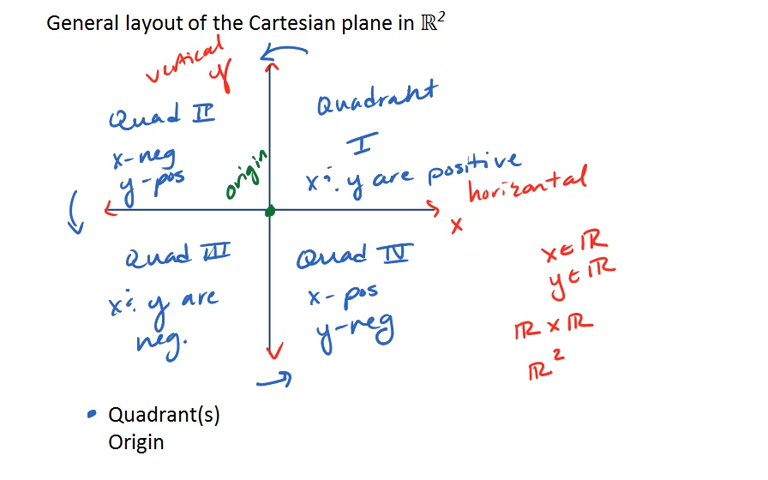 General layout of the Cartesian plane in ℝ²
vertical
y
Quad II
x-neg
y-pos
origin
Quadrant
I
x & y are positive
horizontal
x
Quad III
x & y are
neg.
Quad IV
x- pos
y-neg
x∈ℝ
y∈ℝ
ℝ×ℝ
ℝ²
• Quadrant(s)
Origin